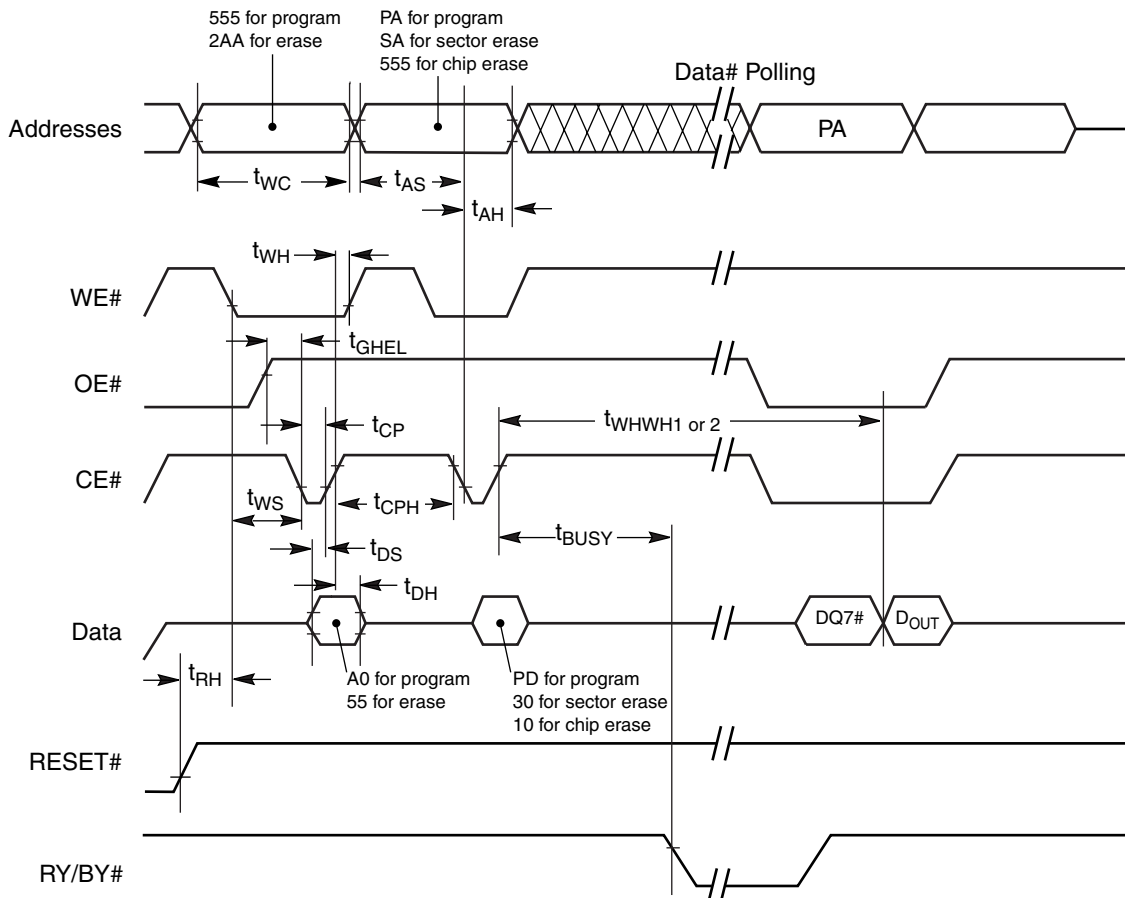 555 for program
2AA for erase
PA for program
SA for sector erase
555 for chip erase
Data# Polling
Addresses
PA
tWC
tAS
tAH
tWH
WE#
tGHEL
OE#
tWHWH1 or 2
tCP
CE#
tWS
tCPH
tBUSY
tDS
tDH
Data
DQ7#
DOUT
tRH
A0 for program
55 for erase
PD for program
30 for sector erase
10 for chip erase
RESET#
RY/BY#